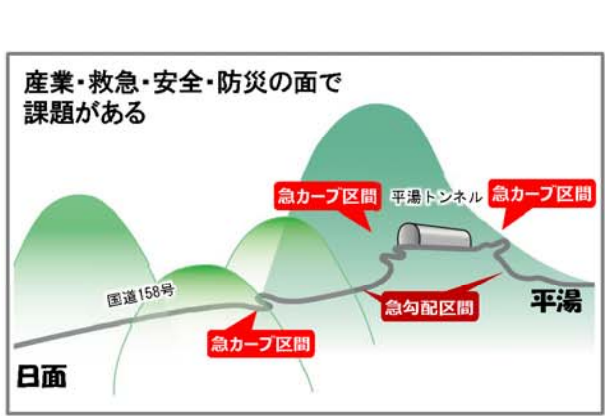 産業・救急・安全・防災の面で
課題がある
急カーブ区間
平湯トンネル
急カーブ区間
国道158号
急勾配区間
平湯
急カーブ区間
日面